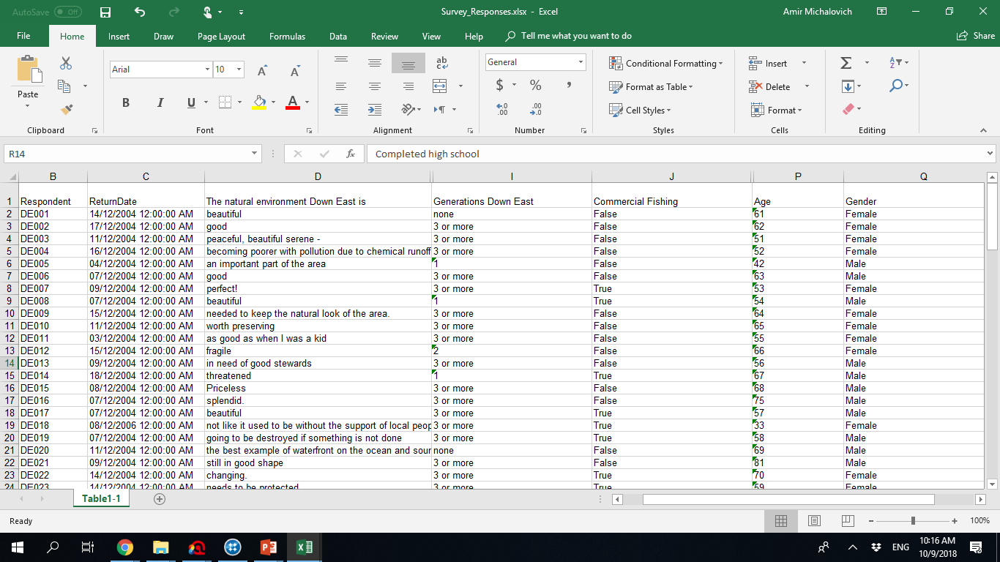 AutoSave Off Survey_Responses.xlsx - Excel Amir Michalovich
File Home Insert Draw Page Layout Formulas Data Review View Help Tell me what you want to do Share
Paste
Clipboard
Arial 10
B I U A
Font
ab
Alignment
General
$ % ,
Number
Conditional Formatting
Format as Table
Cell Styles
Styles
Insert
Delete
Format
Cells
Editing
R14 fx Completed high school
B C D I J P Q
1 Respondent ReturnDate The natural environment Down East is Generations Down East Commercial Fishing Age Gender
2 DE001 14/12/2004 12:00:00 AM beautiful none False 61 Female
3 DE002 17/12/2004 12:00:00 AM good 3 or more False 62 Female
4 DE003 11/12/2004 12:00:00 AM peaceful, beautiful serene - 3 or more False 51 Female
5 DE004 16/12/2004 12:00:00 AM becoming poorer with pollution due to chemical runoff 3 or more False 52 Female
6 DE005 04/12/2004 12:00:00 AM an important part of the area 1 False 42 Male
7 DE006 07/12/2004 12:00:00 AM good 3 or more False 63 Male
8 DE007 09/12/2004 12:00:00 AM perfect! 3 or more True 53 Female
9 DE008 07/12/2004 12:00:00 AM beautiful 1 True 54 Male
10 DE009 15/12/2004 12:00:00 AM needed to keep the natural look of the area. 3 or more False 64 Female
11 DE010 11/12/2004 12:00:00 AM worth preserving 3 or more False 65 Female
12 DE011 03/12/2004 12:00:00 AM as good as when I was a kid 3 or more False 55 Female
13 DE012 15/12/2004 12:00:00 AM fragile 2 False 66 Female
14 DE013 09/12/2004 12:00:00 AM in need of good stewards 3 or more False 56 Male
15 DE014 18/12/2004 12:00:00 AM threatened 1 True 67 Male
16 DE015 08/12/2004 12:00:00 AM Priceless 3 or more False 68 Male
17 DE016 07/12/2004 12:00:00 AM splendid. 3 or more False 75 Male
18 DE017 07/12/2004 12:00:00 AM beautiful 3 or more True 57 Male
19 DE018 08/12/2006 12:00:00 AM not like it used to be without the support of local peop 3 or more True 33 Female
20 DE019 07/12/2004 12:00:00 AM going to be destroyed if something is not done 3 or more True 58 Male
21 DE020 11/12/2004 12:00:00 AM the best example of waterfront on the ocean and sour none False 69 Male
22 DE021 09/12/2004 12:00:00 AM still in good shape 3 or more False 81 Male
23 DE022 14/12/2004 12:00:00 AM changing. 3 or more True 70 Female
24 DE023 14/12/2004 12:00:00 AM needs to be protected 3 or more True 59 Female
Table1-1
Ready 100%
ENG 10:16 AM
10/9/2018